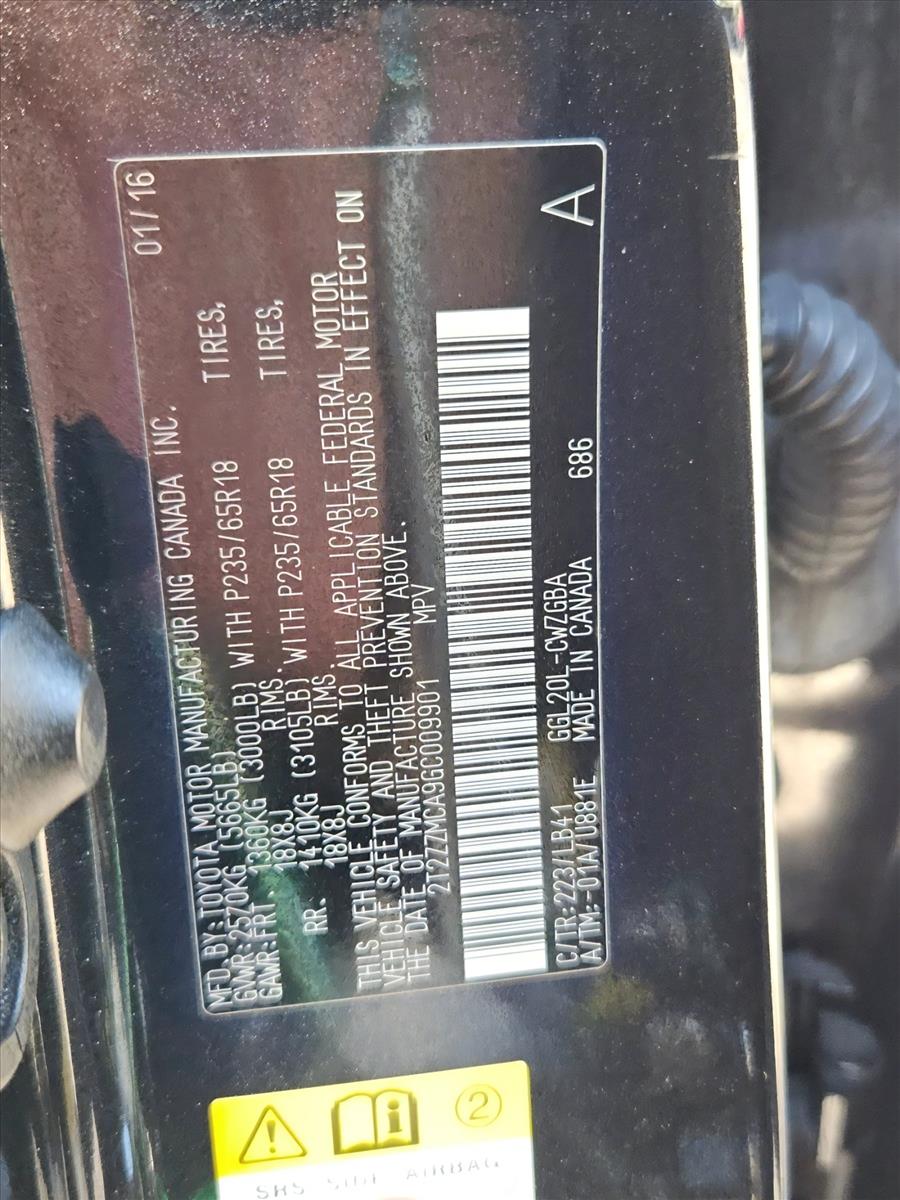 MFD.BY:TOYOTA MOTOR MANUFACTURING CANADA INC. 01/16
GVWR:2570KG (5665LB)
GAWR:FRT 1360KG (3000LB) WITH P235/65R18 TIRES,
18X8J RIMS.
RR. 1410KG (3105LB) WITH P235/65R18 TIRES,
18X8J RIMS.
THIS VEHICLE CONFORMS TO ALL APPLICABLE FEDERAL MOTOR
VEHICLE SAFETY AND THEFT PREVENTION STANDARDS IN EFFECT ON
THE DATE OF MANUFACTURE SHOWN ABOVE.
2T2ZZMCA9GC009901 MPV
C/TR:223/LB41 GGL20L-CWZGBA
A/TM:-01A/U881E MADE IN CANADA 686 A
2
SRS SIDE AIRBAG